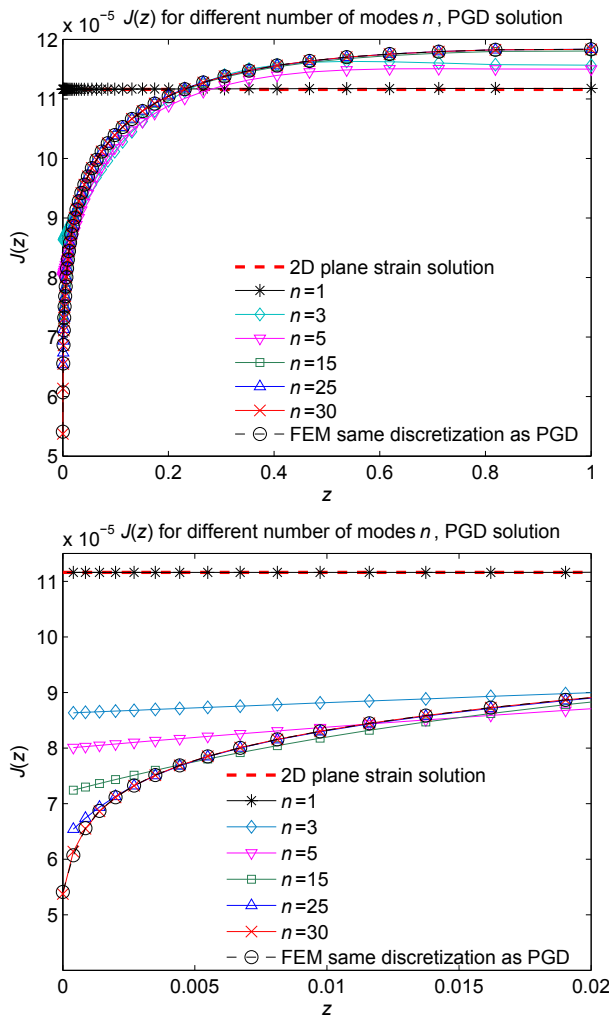 x 10⁻⁵ J(z) for different number of modes n, PGD solution
12
11
10
9
8
7
6
5
J(z)
2D plane strain solution
n=1
n=3
n=5
n=15
n=25
n=30
FEM same discretization as PGD
0 0.2 0.4 0.6 0.8 1
z
x 10⁻⁵ J(z) for different number of modes n, PGD solution
11
10
9
8
7
6
5
J(z)
2D plane strain solution
n=1
n=3
n=5
n=15
n=25
n=30
FEM same discretization as PGD
0 0.005 0.01 0.015 0.02
z